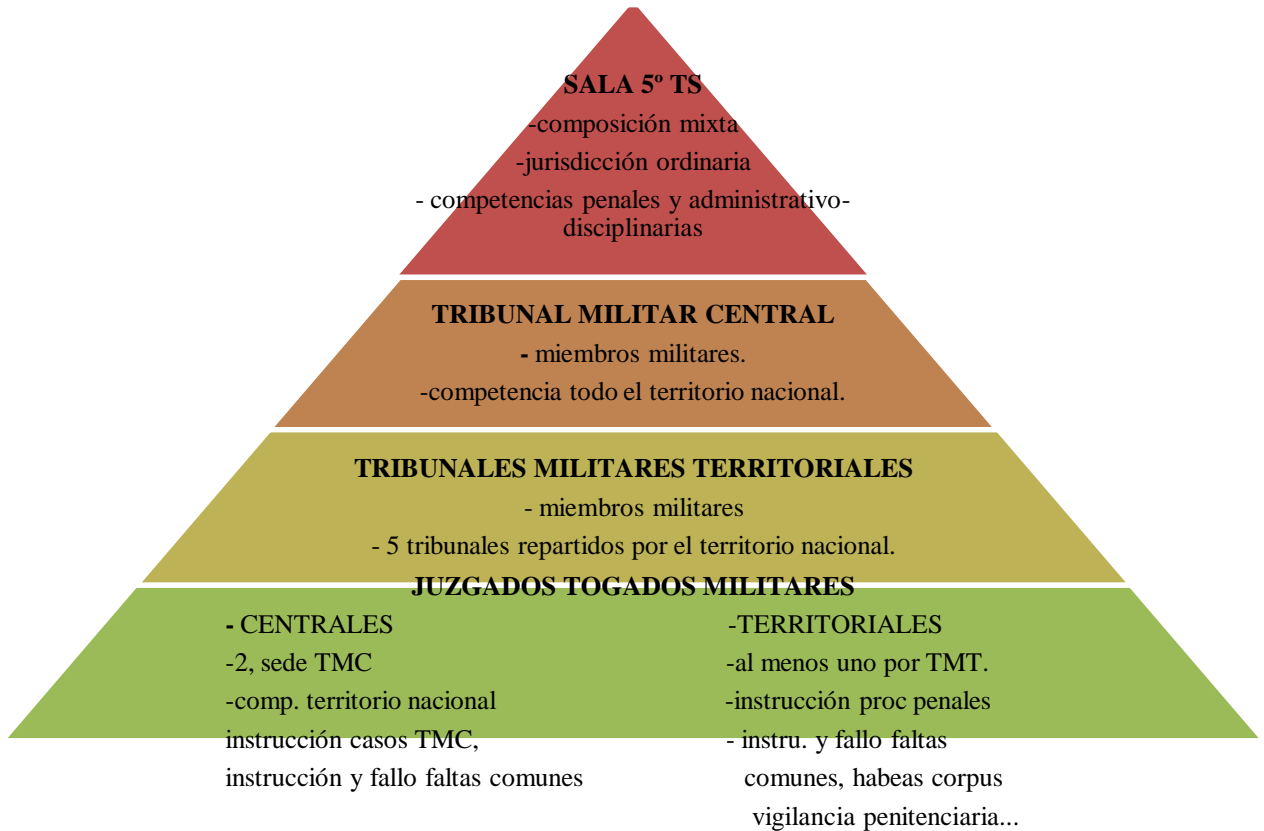 SALA 5º TS
-composición mixta
-jurisdicción ordinaria
- competencias penales y administrativo-
disciplinarias
TRIBUNAL MILITAR CENTRAL
- miembros militares.
-competencia todo el territorio nacional.
TRIBUNALES MILITARES TERRITORIALES
- miembros militares
- 5 tribunales repartidos por el territorio nacional.
JUZGADOS TOGADOS MILITARES
- CENTRALES
-2, sede TMC
-comp. territorio nacional
instrucción casos TMC,
instrucción y fallo faltas comunes
-TERRITORIALES
-al menos uno por TMT.
-instrucción proc penales
- instru. y fallo faltas
comunes, habeas corpus
vigilancia penitenciaria...